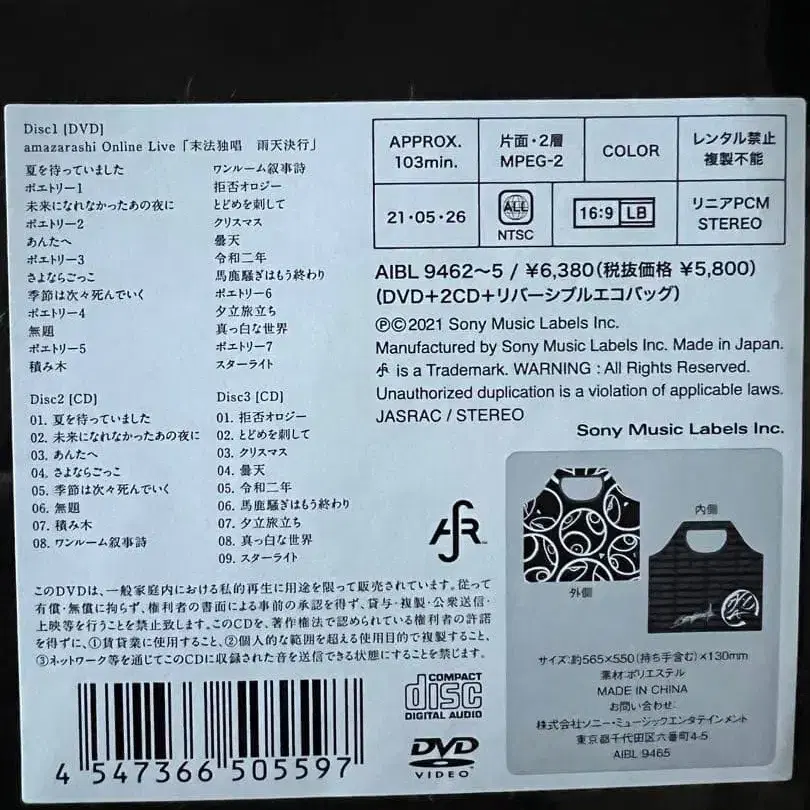 Disc1 [DVD]
amazarashi Online Live「末法独唱　雨天決行」
夏を待っていました
ポエトリー1
未来になれなかったあの夜に
ポエトリー2
あんたへ
ポエトリー3
さよならごっこ
季節は次々死んでいく
ポエトリー4
無題
ポエトリー5
積み木
ワンルーム叙事詩
拒否オロジー
とどめを刺して
クリスマス
曇天
令和二年
馬鹿騒ぎはもう終わり
ポエトリー6
夕立旅立ち
真っ白な世界
ポエトリー7
スターライト
Disc2 [CD]
01. 夏を待っていました
02. 未来になれなかったあの夜に
03. あんたへ
04. さよならごっこ
05. 季節は次々死んでいく
06. 無題
07. 積み木
08. ワンルーム叙事詩
Disc3 [CD]
01. 拒否オロジー
02. とどめを刺して
03. クリスマス
04. 曇天
05. 令和二年
06. 馬鹿騒ぎはもう終わり
07. 夕立旅立ち
08. 真っ白な世界
09. スターライト
このDVDは、一般家庭内における私的再生に用途を限って販売されています。従って
有償・無償に拘らず、権利者の書面による事前の承認を得ず、貸与・複製・公衆送信・
上映等を行うことを禁止致します。このCDを、著作権法で認められている権利者の許諾
を得ずに、①賃貸業に使用すること、②個人的な範囲を超える使用目的で複製すること、
③ネットワーク等を通じてこのCDに収録された音を送信できる状態にすることを禁じます。
4 547366 505597
APPROX.
103min.
片面・2層
MPEG-2
COLOR
レンタル禁止
複製不能
21・05・26
ALL
NTSC
16:9 LB
リニアPCM
STEREO
AIBL 9462～5 / ¥6,380(税抜価格 ¥5,800)
(DVD+2CD+リバーシブルエコバッグ)
℗©2021 Sony Music Labels Inc.
Manufactured by Sony Music Labels Inc. Made in Japan.
is a Trademark. WARNING : All Rights Reserved.
Unauthorized duplication is a violation of applicable laws.
JASRAC / STEREO
Sony Music Labels Inc.
COMPACT
disc
DIGITAL AUDIO
DVD
VIDEO
外側
内側
サイズ:約565×550(持ち手含む)×130mm
素材:ポリエステル
MADE IN CHINA
お問い合わせ:
株式会社ソニー・ミュージックエンタテインメント
東京都千代田区六番町4-5
AIBL 9465